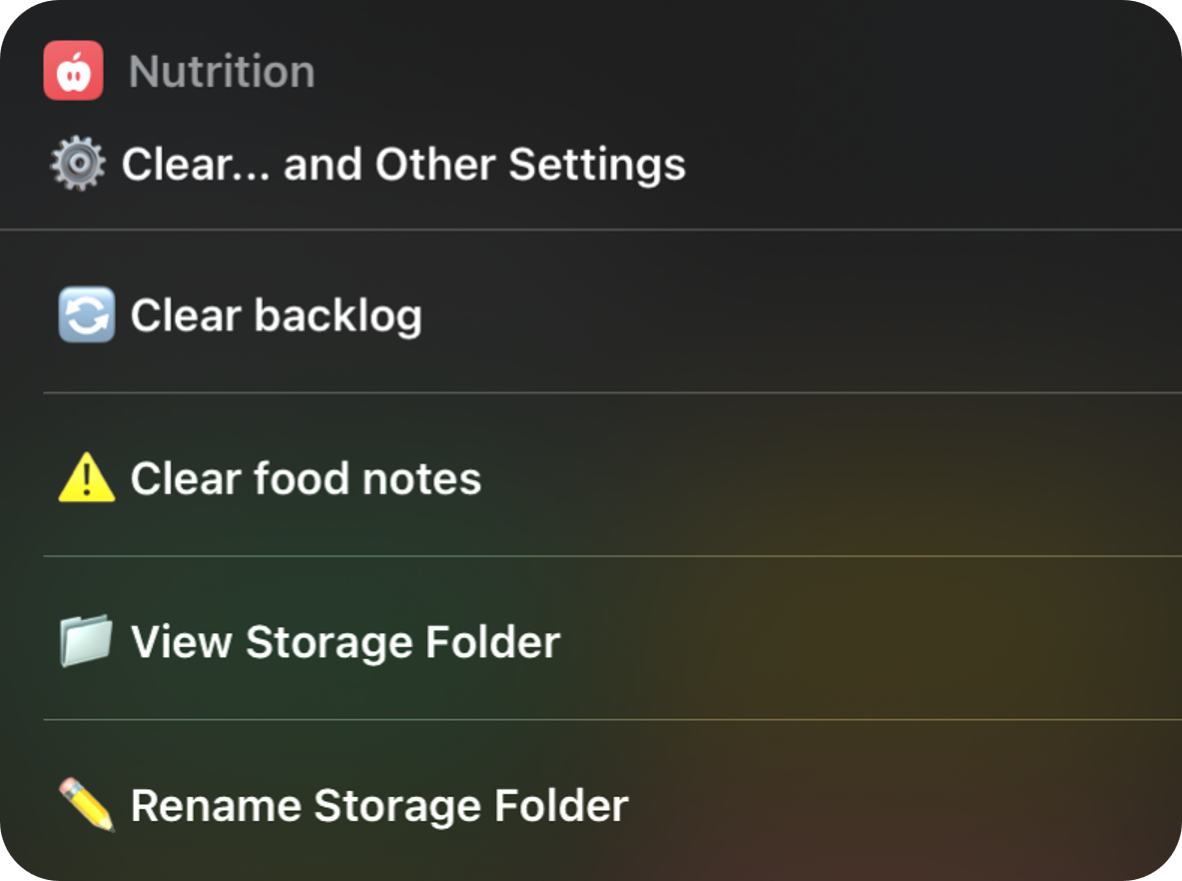 Nutrition
⚙️ Clear... and Other Settings
🔄 Clear backlog
⚠️ Clear food notes
📁 View Storage Folder
✏️ Rename Storage Folder